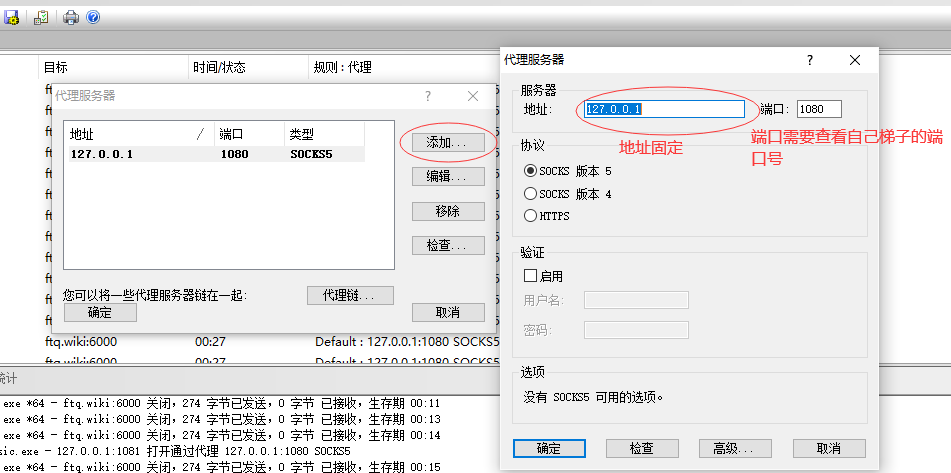 目标 时间/状态 规则 : 代理
代理服务器
地址 / 端口 类型
127.0.0.1 1080 SOCKS5
添加...
编辑...
移除
检查...
您可以将一些代理服务器链在一起:
代理链...
确定
取消
ftq.wiki:6000 00:27 Default : 127.0.0.1:1080 SOCKS5
代理服务器
服务器
地址: 127.0.0.1 端口: 1080
地址固定
端口需要查看自己梯子的端
口号
协议
SOCKS 版本 5
SOCKS 版本 4
HTTPS
验证
启用
用户名:
密码:
选项
没有 SOCKS5 可用的选项。
确定 检查 高级... 取消
统计
exe *64 - ftq.wiki:6000 关闭, 274 字节已发送, 0 字节 已接收, 生存期 00:11
exe *64 - ftq.wiki:6000 关闭, 274 字节已发送, 0 字节 已接收, 生存期 00:13
exe *64 - ftq.wiki:6000 关闭, 274 字节已发送, 0 字节 已接收, 生存期 00:14
sic.exe - 127.0.0.1:1081 打开通过代理 127.0.0.1:1080 SOCKS5
exe *64 - ftq.wiki:6000 关闭, 274 字节已发送, 0 字节 已接收, 生存期 00:15